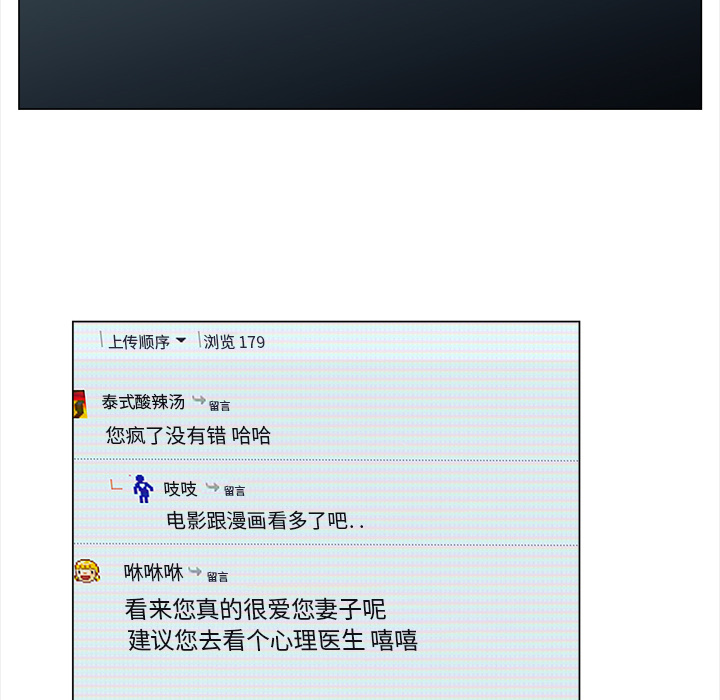 上传顺序 浏览 179
泰式酸辣汤 留言
您疯了没有错 哈哈
吱吱 留言
电影跟漫画看多了吧..
咻咻咻 留言
看来您真的很爱您妻子呢
建议您去看个心理医生 嘻嘻